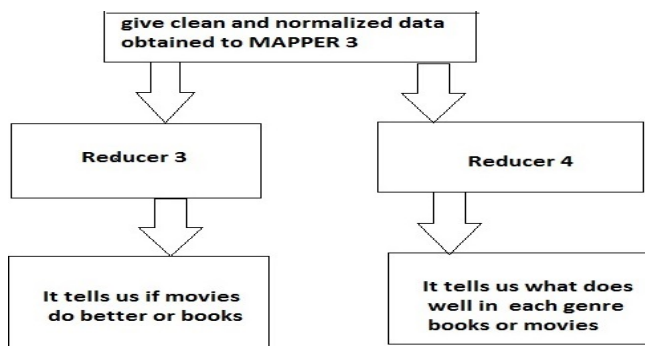 give clean and normalized data
obtained to MAPPER 3
Reducer 3
Reducer 4
It tells us if movies
do better or books
It tells us what does
well in each genre
books or movies